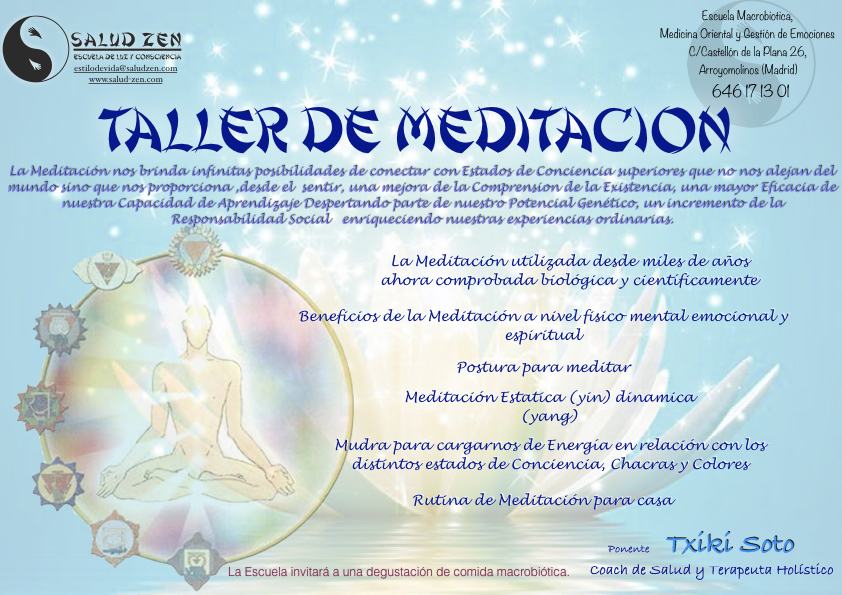 SALUD ZEN
ESCUELA DE LUZ Y CONSCIENCIA
estilodevida@saludzen.com
www.salud-zen.com
Escuela Macrobiotica,
Medicina Oriental y Gestión de Emociones
C/Castellón de la Plana 26,
Arroyomolinos (Madrid)
646 17 13 01
TALLER DE MEDITACION
La Meditación nos brinda infinitas posibilidades de conectar con Estados de Conciencia superiores que no nos alejan del
mundo sino que nos proporciona ,desde el sentir, una mejora de la Comprension de la Existencia, una mayor Eficacia de
nuestra Capacidad de Aprendizaje Despertando parte de nuestro Potencial Genético, un incremento de la
Responsabilidad Social enriqueciendo nuestras experiencias ordinarias.
La Meditación utilizada desde miles de años
ahora comprobada biológica y científicamente
Beneficios de la Meditación a nivel fisico mental emocional y
espiritual
Postura para meditar
Meditación Estatica (yin) dinamica
(yang)
Mudra para cargarnos de Energía en relación con los
distintos estados de Conciencia, Chacras y Colores
Rutina de Meditación para casa
Ponente Txiki Soto
Coach de Salud y Terapeuta Holístico
La Escuela invitará a una degustación de comida macrobiótica.